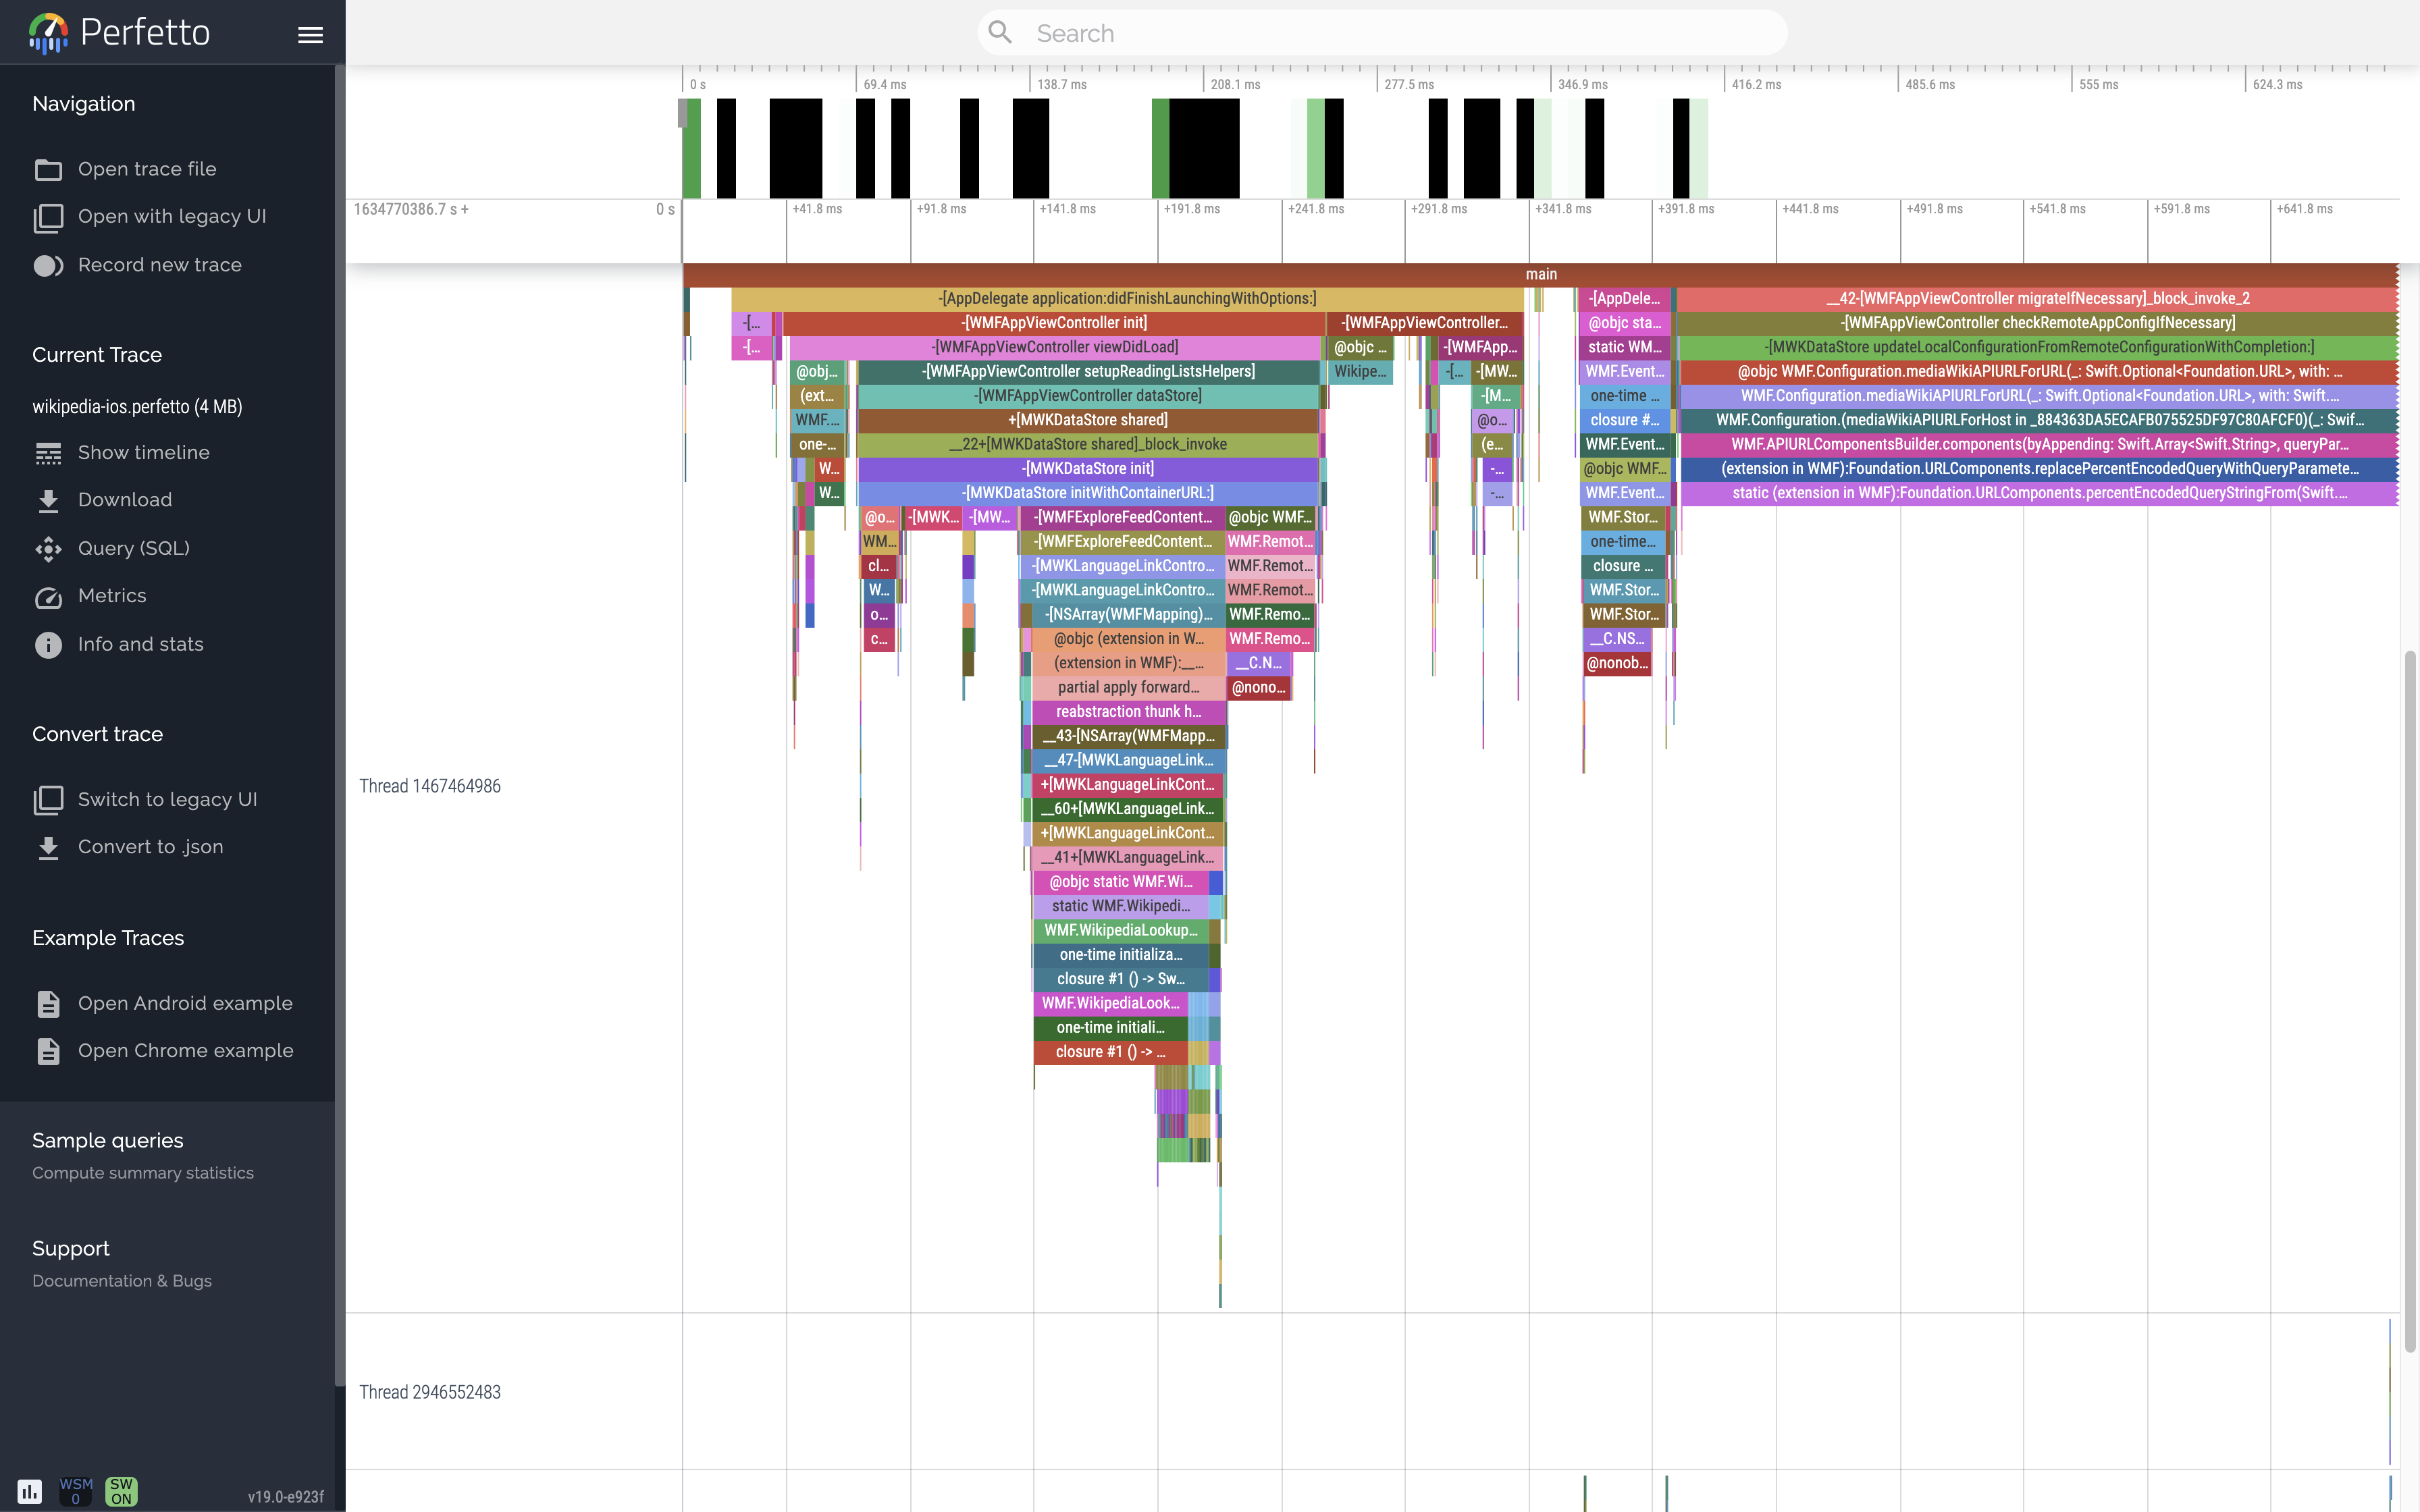 Perfetto
Search
Navigation
Open trace file
Open with legacy UI
Record new trace
Current Trace
wikipedia-ios.perfetto (4 MB)
Show timeline
Download
Query (SQL)
Metrics
Info and stats
Convert trace
Switch to legacy UI
Convert to .json
Example Traces
Open Android example
Open Chrome example
Sample queries
Compute summary statistics
Support
Documentation & Bugs
WSM 0
SW ON
v19.0-e923f
0 s 69.4 ms 138.7 ms 208.1 ms 277.5 ms 346.9 ms 416.2 ms 485.6 ms 555 ms 624.3 ms
1634770386.7 s + 0 s +41.8 ms +91.8 ms +141.8 ms +191.8 ms +241.8 ms +291.8 ms +341.8 ms +391.8 ms +441.8 ms +491.8 ms +541.8 ms +591.8 ms +641.8 ms
main
-[AppDelegate application:didFinishLaunchingWithOptions:] -[AppDele... __42-[WMFAppViewController migrateIfNecessary]_block_invoke_2
-[... -[WMFAppViewController init] -[WMFAppViewController... @objc sta... -[WMFAppViewController checkRemoteAppConfigIfNecessary]
-[... -[WMFAppViewController viewDidLoad] @objc ... -[WMFApp... static WM... -[MWKDataStore updateLocalConfigurationFromRemoteConfigurationWithCompletion:]
@obj... -[WMFAppViewController setupReadingListsHelpers] Wikipe... -[... -[MW... WMF.Event... @objc WMF.Configuration.mediaWikiAPIURLForURL(_: Swift.Optional<Foundation.URL>, with: ...
(ext... -[WMFAppViewController dataStore] -[M... one-time ... WMF.Configuration.mediaWikiAPIURLForURL(_: Swift.Optional<Foundation.URL>, with: Swift....
WMF.... +[MWKDataStore shared] @o... closure #... WMF.Configuration.(mediaWikiAPIURLForHost in _884363DA5ECAFB075525DF97C80AFCF0)(_: Swif...
one-... __22+[MWKDataStore shared]_block_invoke (e... WMF.Event... WMF.APIURLComponentsBuilder.components(byAppending: Swift.Array<Swift.String>, queryPar...
W... -[MWKDataStore init] -... @objc WMF... (extension in WMF):Foundation.URLComponents.replacePercentEncodedQueryWithQueryParamete...
W... -[MWKDataStore initWithContainerURL:] -... WMF.Event... static (extension in WMF):Foundation.URLComponents.percentEncodedQueryStringFrom(Swift....
@o... -[MWK... -[MW... -[WMFExploreFeedContent... @objc WMF... WMF.Stor...
WM... -[WMFExploreFeedContent... WMF.Remot... one-time...
cl... -[MWKLanguageLinkContro... WMF.Remot... closure ...
W... -[MWKLanguageLinkContro... WMF.Remot... WMF.Stor...
o... -[NSArray(WMFMapping)... WMF.Remo... WMF.Stor...
c... @objc (extension in W... WMF.Remo... __C.NS...
(extension in WMF):__... __C.N... @nonob...
partial apply forward... @nono...
reabstraction thunk h...
__43-[NSArray(WMFMapp...
__47-[MWKLanguageLink...
Thread 1467464986
+[MWKLanguageLinkCont...
__60+[MWKLanguageLink...
+[MWKLanguageLinkCont...
__41+[MWKLanguageLink...
@objc static WMF.Wi...
static WMF.Wikipedi...
WMF.WikipediaLookup...
one-time initializa...
closure #1 () -> Sw...
WMF.WikipediaLook...
one-time initiali...
closure #1 () -> ...
Thread 2946552483